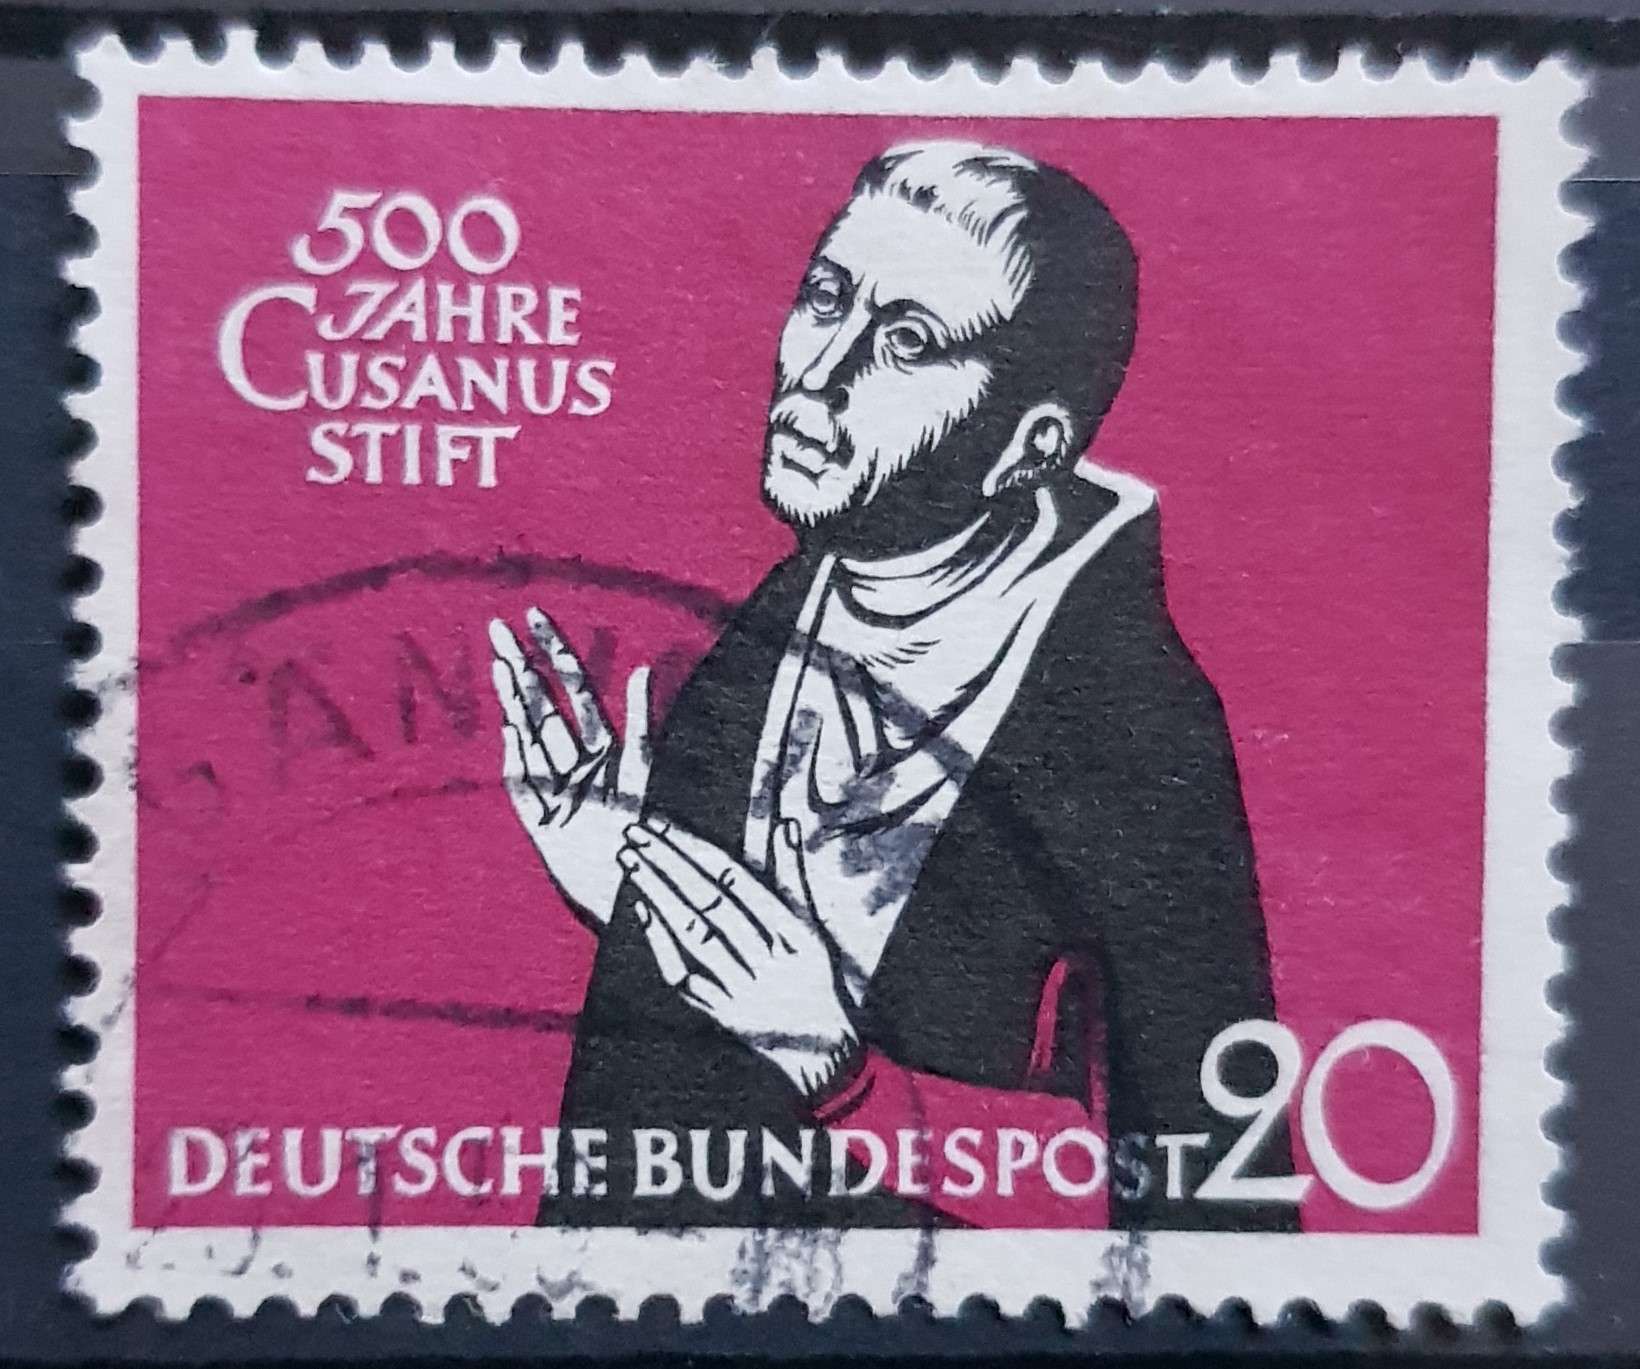 500
JAHRE
CUSANUS
STIFT
DEUTSCHE BUNDESPOST 20